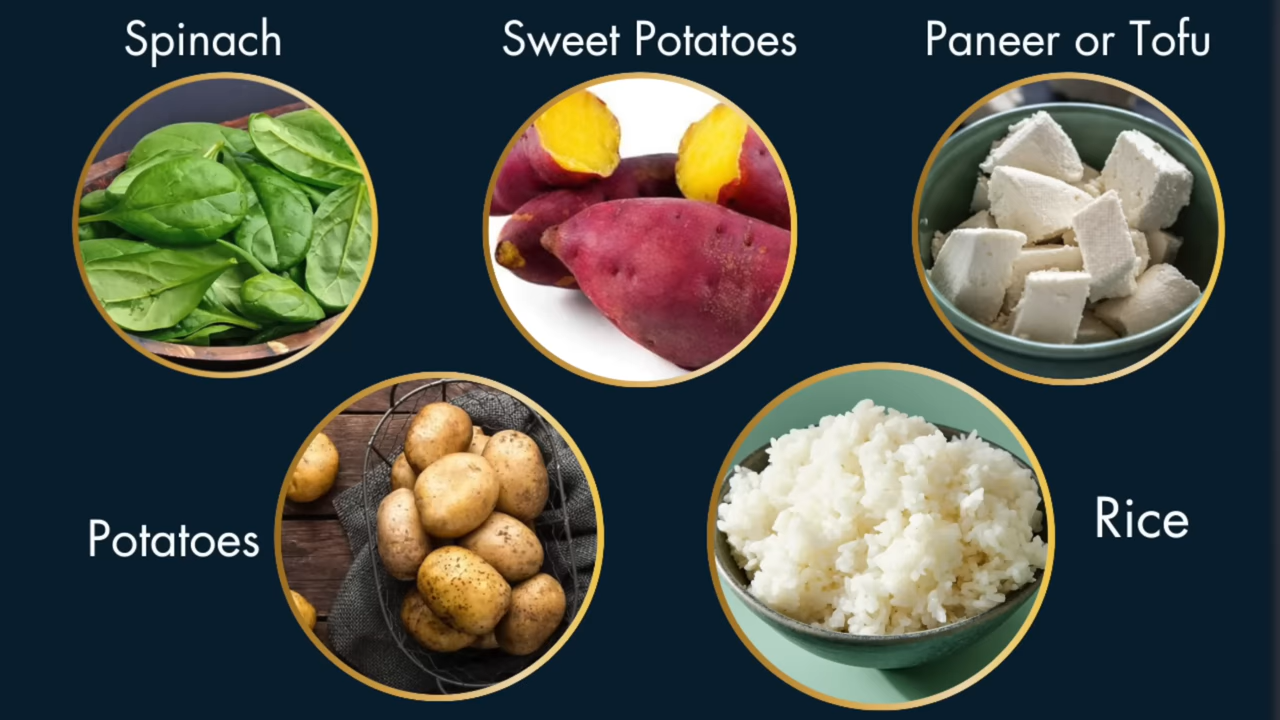 Spinach
Sweet Potatoes
Paneer or Tofu
Potatoes
Rice